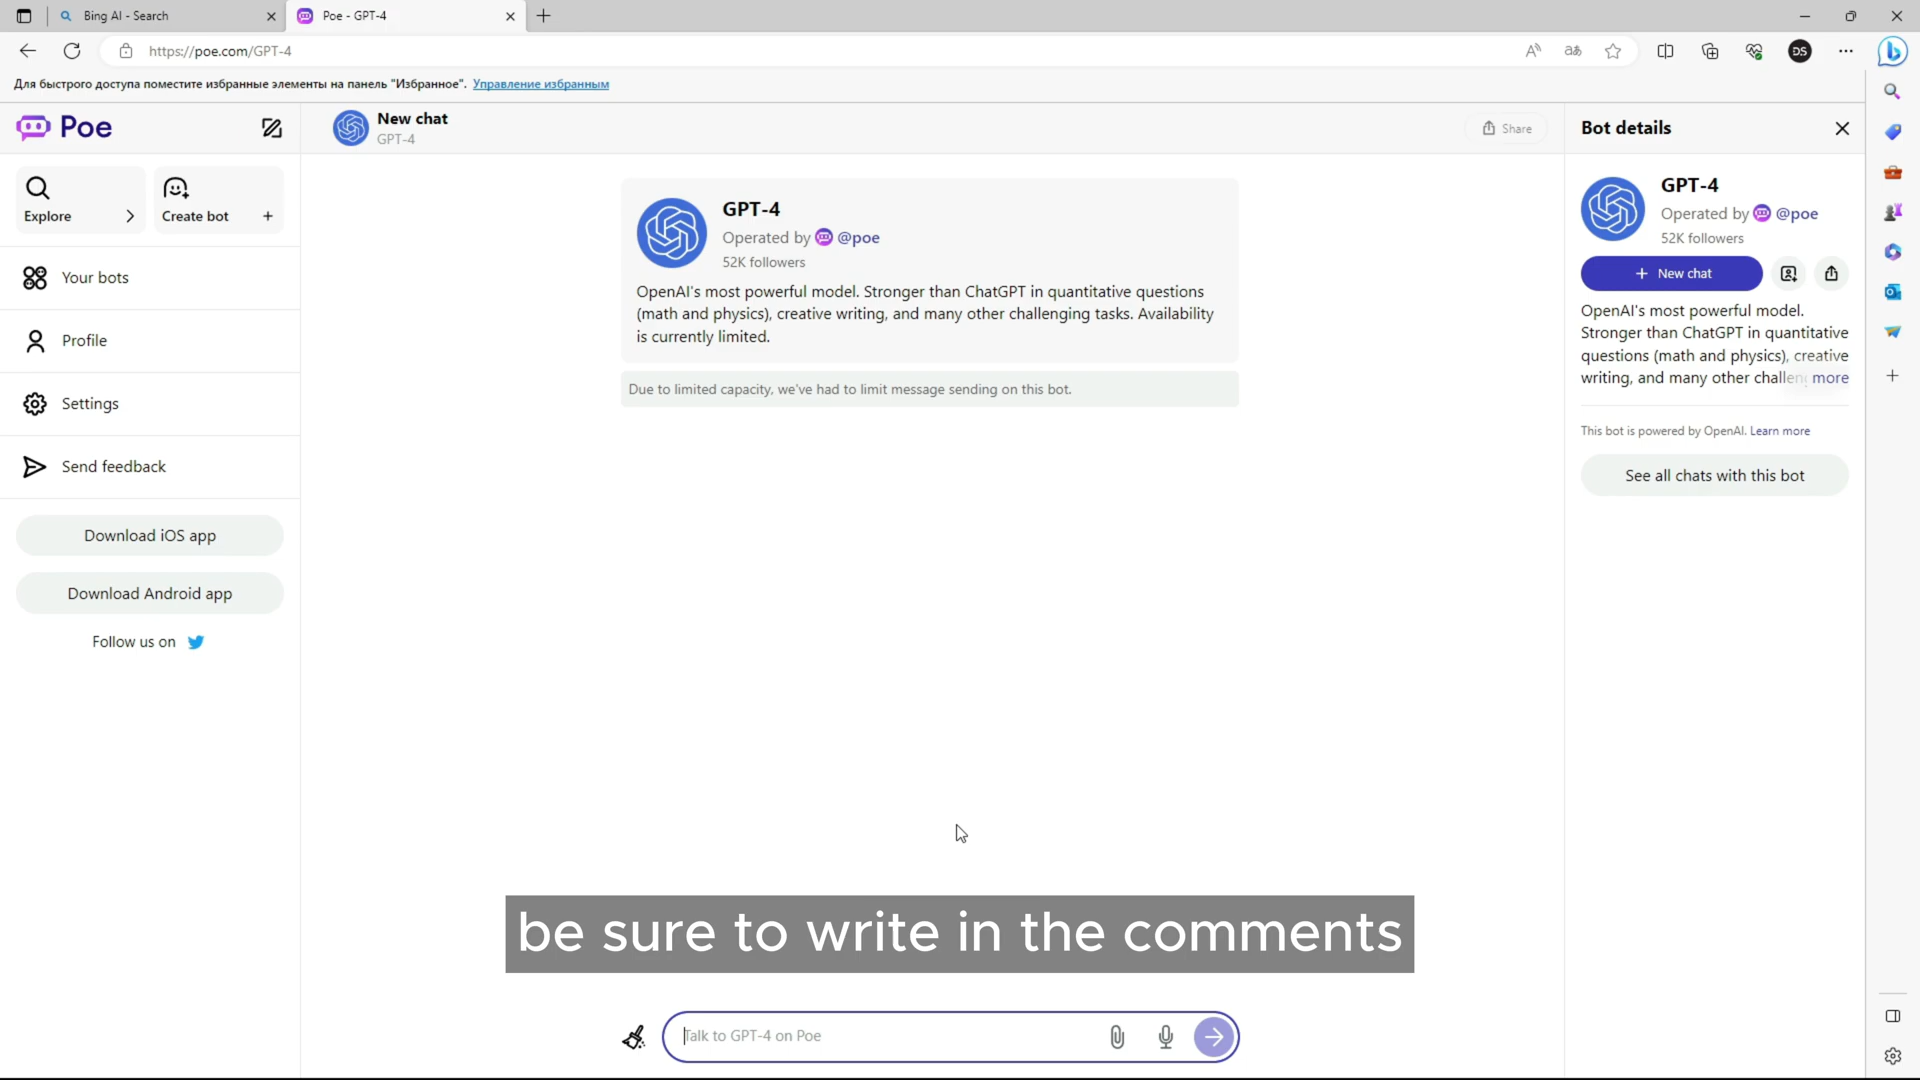 Bing AI - Search
Poe - GPT-4
https://poe.com/GPT-4
DS
Для быстрого доступа поместите избранные элементы на панель "Избранное". Управление избранным
Poe
Explore
Create bot
Your bots
Profile
Settings
Send feedback
Download iOS app
Download Android app
Follow us on
New chat
GPT-4
Share
GPT-4
Operated by @poe
52K followers
OpenAI's most powerful model. Stronger than ChatGPT in quantitative questions
(math and physics), creative writing, and many other challenging tasks. Availability
is currently limited.
Due to limited capacity, we've had to limit message sending on this bot.
be sure to write in the comments
Talk to GPT-4 on Poe
Bot details
GPT-4
Operated by @poe
52K followers
New chat
OpenAI's most powerful model.
Stronger than ChatGPT in quantitative
questions (math and physics), creative
writing, and many other challen more
This bot is powered by OpenAI. Learn more
See all chats with this bot